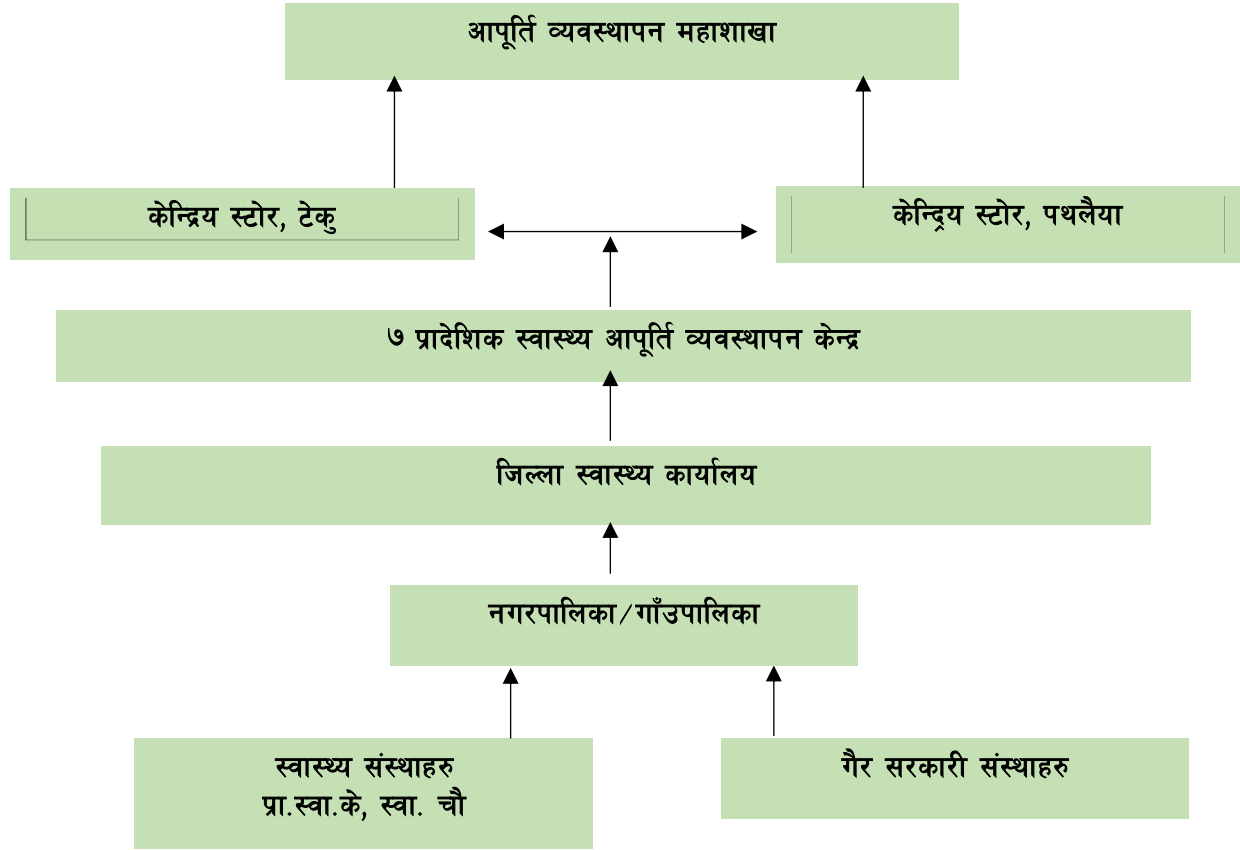 आपूर्ति व्यवस्थापन महाशाखा
केन्द्रिय स्टोर, टेकु
केन्द्रिय स्टोर, पथलैया
७ प्रादेशिक स्वास्थ्य आपूर्ति व्यवस्थापन केन्द्र
जिल्ला स्वास्थ्य कार्यालय
नगरपालिका/गाँउपालिका
स्वास्थ्य संस्थाहरु
प्रा.स्वा.के, स्वा. चौ
गैर सरकारी संस्थाहरु